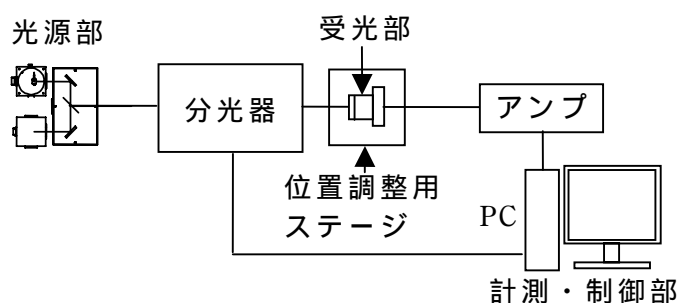 光源部
受光部
分光器
アンプ
位置調整用
ステージ
PC
計測・制御部